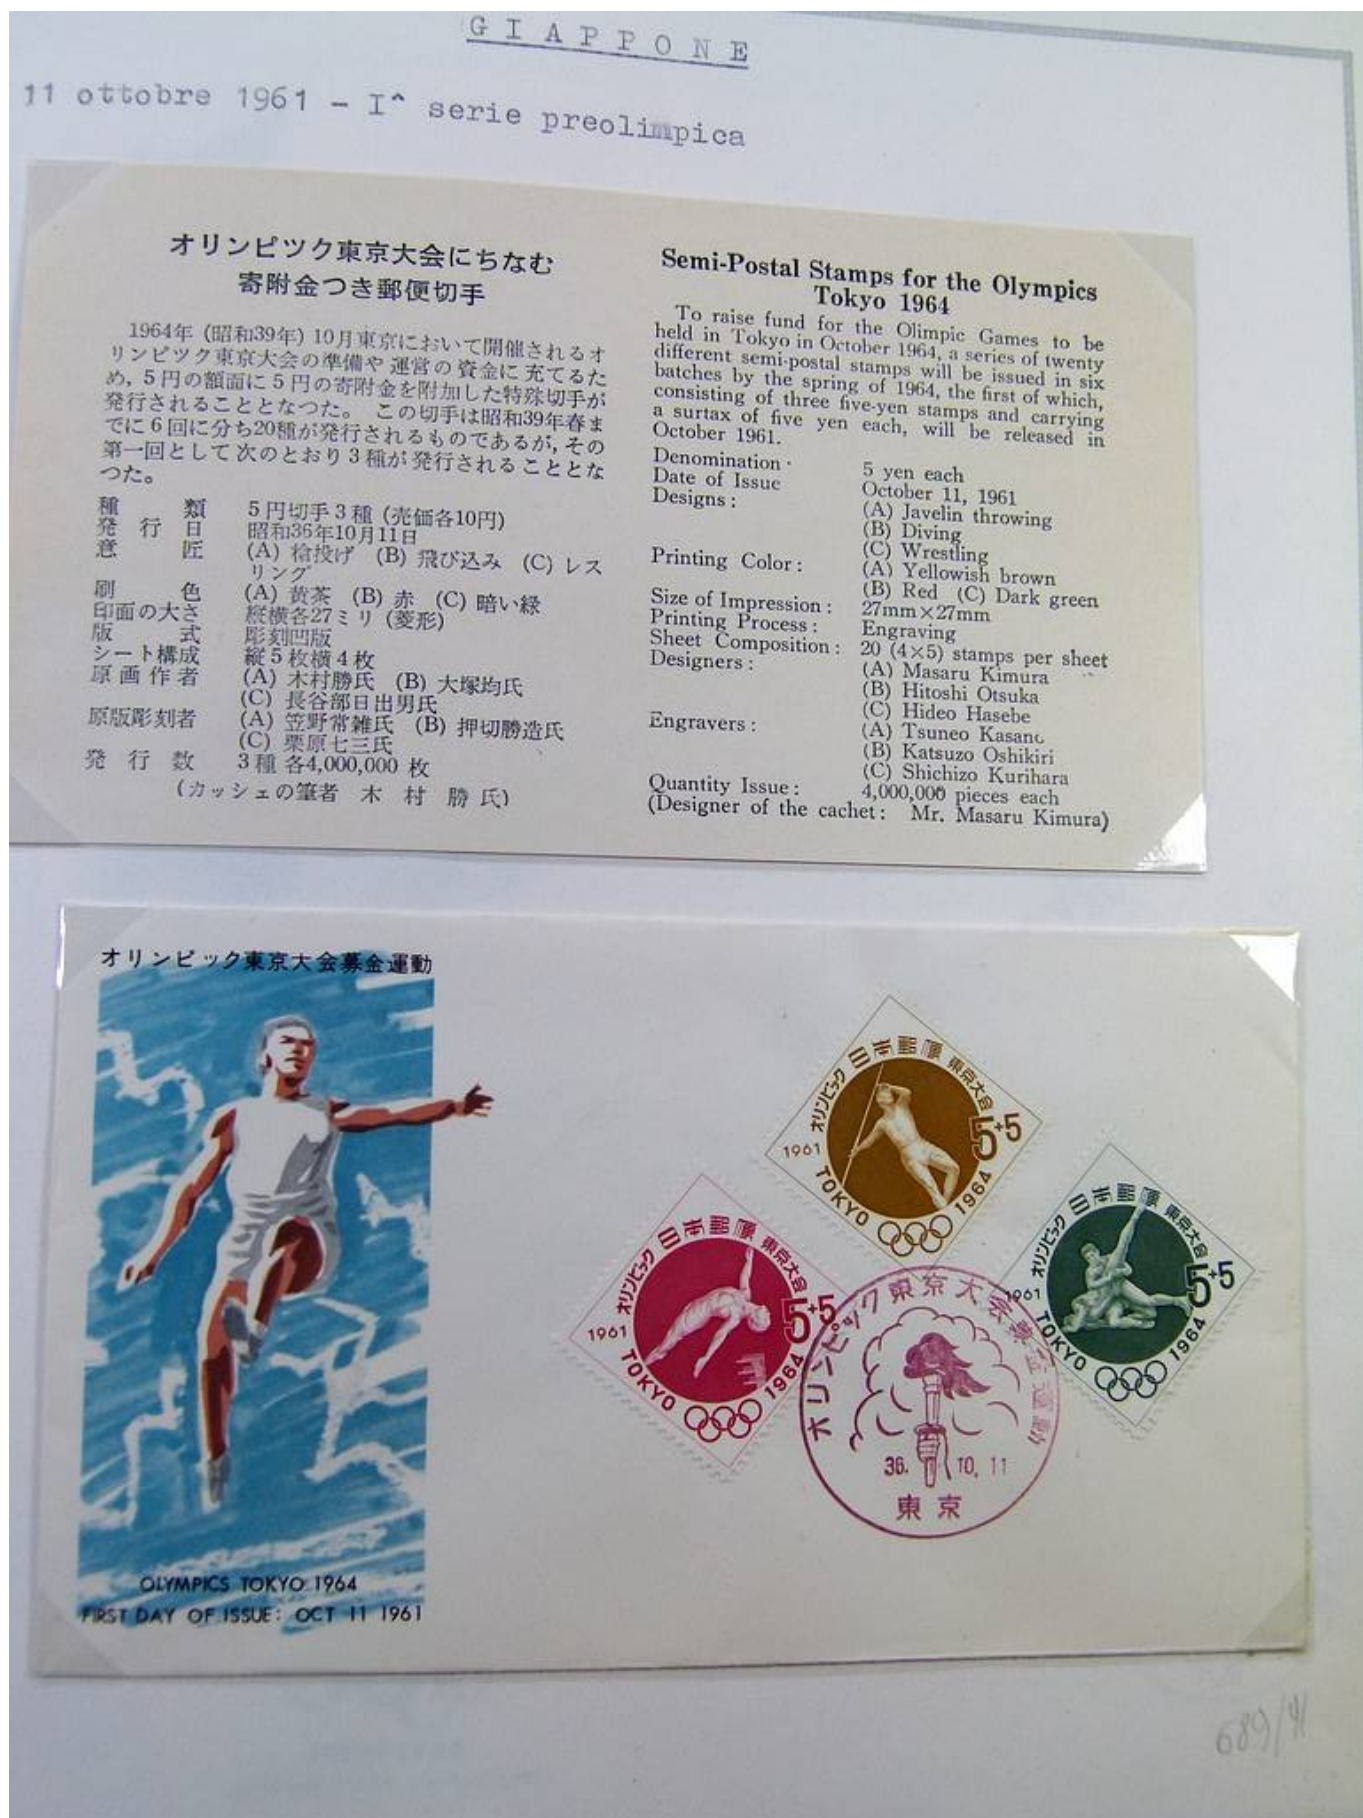 GIAPPONE
11 ottobre 1961 - I^ serie preolimpica
オリンピツク東京大会にちなむ
寄附金つき郵便切手
1964年 (昭和39年) 10月東京において開催されるオ
リンピツク東京大会の準備や運営の資金に充てるた
め, 5円の額面に5円の寄附金を附加した特殊切手が
発行されることとなつた。 この切手は昭和39年春ま
でに6回に分ち20種が発行されるものであるが, その
第一回として次のとおり3種が発行されることとな
つた。
種類 5円切手3種 (売価各10円)
発行日 昭和36年10月11日
意匠 (A) 槍投げ (B) 飛び込み (C) レス
リング
刷色 (A) 黄茶 (B) 赤 (C) 暗い緑
印面の大さ 縦横各27ミリ (菱形)
版式 彫刻凹版
シート構成 縦5枚横4枚
原画作者 (A) 木村勝氏 (B) 大塚均氏
(C) 長谷部日出男氏
原版彫刻者 (A) 笠野常雄氏 (B) 押切勝造氏
(C) 栗原七三氏
発行数 3種各4,000,000枚
(カッシェの筆者 木村勝氏)
Semi-Postal Stamps for the Olympics
Tokyo 1964
To raise fund for the Olimpic Games to be
held in Tokyo in October 1964, a series of twenty
different semi-postal stamps will be issued in six
batches by the spring of 1964, the first of which,
consisting of three five-yen stamps and carrying
a surtax of five yen each, will be released in
October 1961.
Denomination 5 yen each
Date of Issue October 11, 1961
Designs: (A) Javelin throwing
(B) Diving
(C) Wrestling
Printing Color: (A) Yellowish brown
(B) Red (C) Dark green
Size of Impression: 27mm×27mm
Printing Process: Engraving
Sheet Composition: 20 (4×5) stamps per sheet
Designers: (A) Masaru Kimura
(B) Hitoshi Otsuka
(C) Hideo Hasebe
Engravers: (A) Tsuneo Kasano
(B) Katsuzo Oshikiri
(C) Shichizo Kurihara
Quantity Issue: 4,000,000 pieces each
(Designer of the cachet: Mr. Masaru Kimura)
オリンピック東京大会募金運動
OLYMPICS TOKYO 1964
FIRST DAY OF ISSUE: OCT 11 1961
オリンピック 日本郵便 東京大会
5+5
1961
TOKYO 1964
オリンピック 日本郵便 東京大会
5+5
1961
TOKYO 1964
オリンピック 日本郵便 東京大会
5+5
1961
TOKYO 1964
オリンピック東京大会募金運動
36. 10. 11
東京
689/91